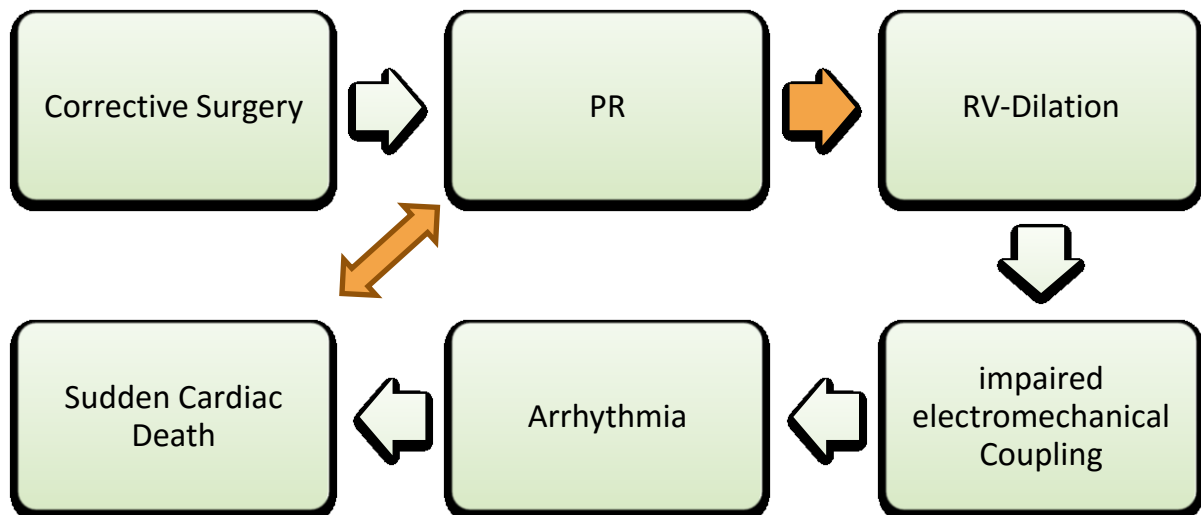 Corrective Surgery
PR
RV-Dilation
Sudden Cardiac
Death
Arrhythmia
impaired
electromechanical
Coupling